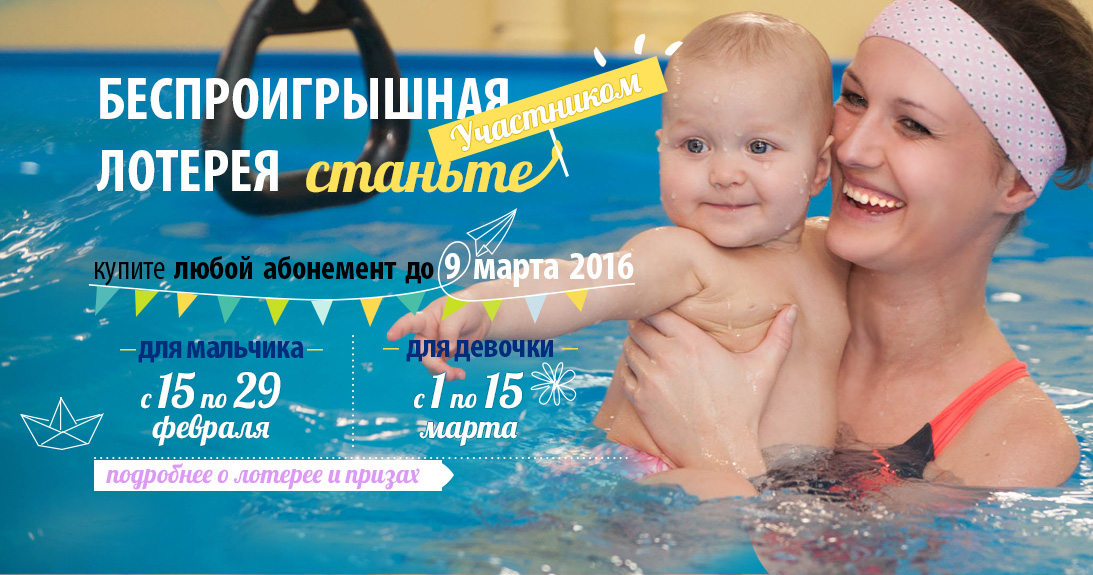 БЕСПРОИГРЫШНАЯ
ЛОТЕРЕЯ станьте
Участником
купите любой абонемент до 9 марта 2016
для мальчика
с 15 по 29
февраля
для девочки
с 1 по 15
марта
подробнее о лотерее и призах